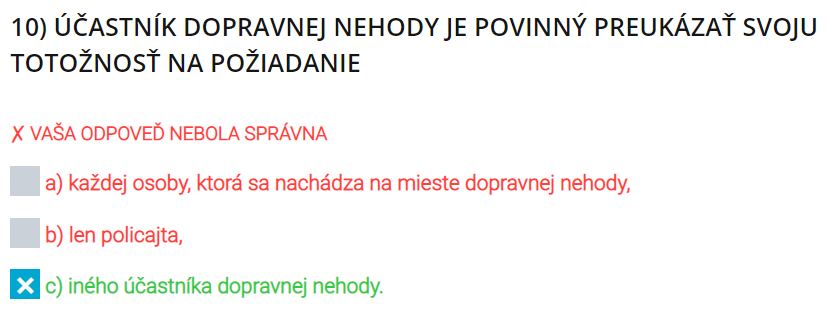 10) ÚČASTNÍK DOPRAVNEJ NEHODY JE POVINNÝ PREUKÁZAŤ SVOJU
TOTOŽNOSŤ NA POŽIADANIE
✗ VAŠA ODPOVEĎ NEBOLA SPRÁVNA
a) každej osoby, ktorá sa nachádza na mieste dopravnej nehody,
b) len policajta,
c) iného účastníka dopravnej nehody.